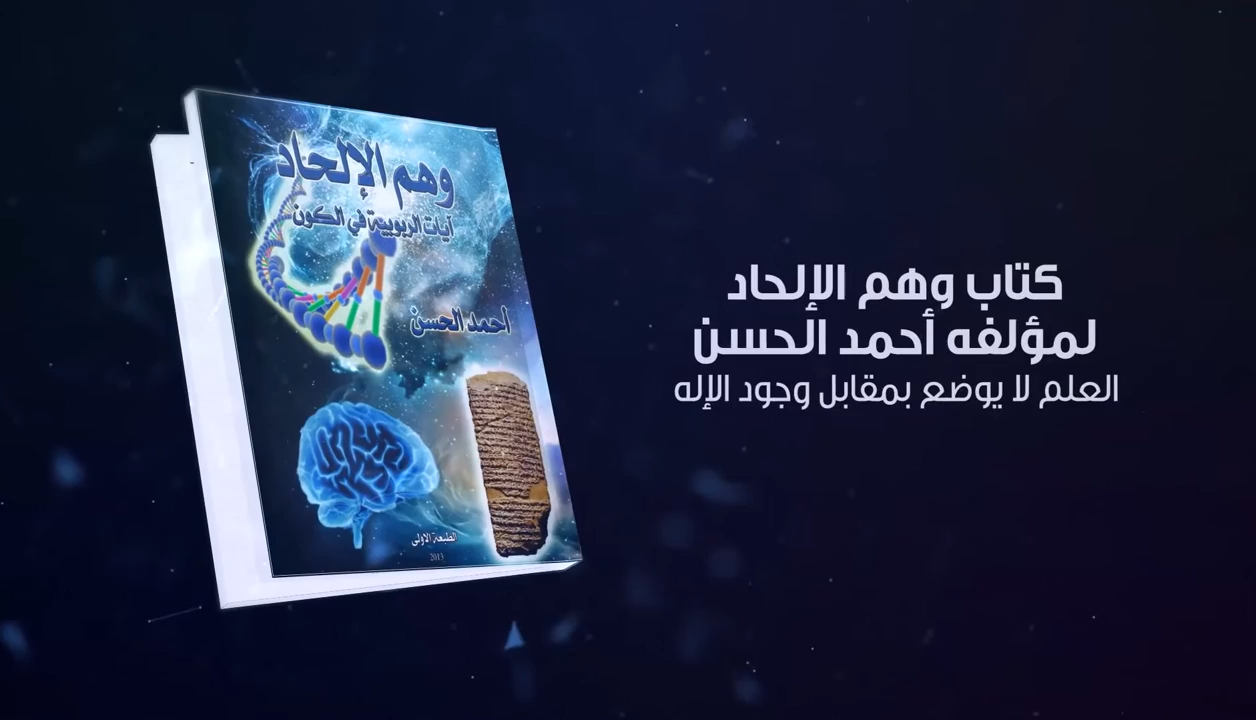 وهم الإلحاد
آيات الربوبية في الكون
أحمد الحسن
الطبعة الاولى
2013
كتاب وهم الإلحاد
لمؤلفه أحمد الحسن
العلم لا يوضع بمقابل وجود الإله